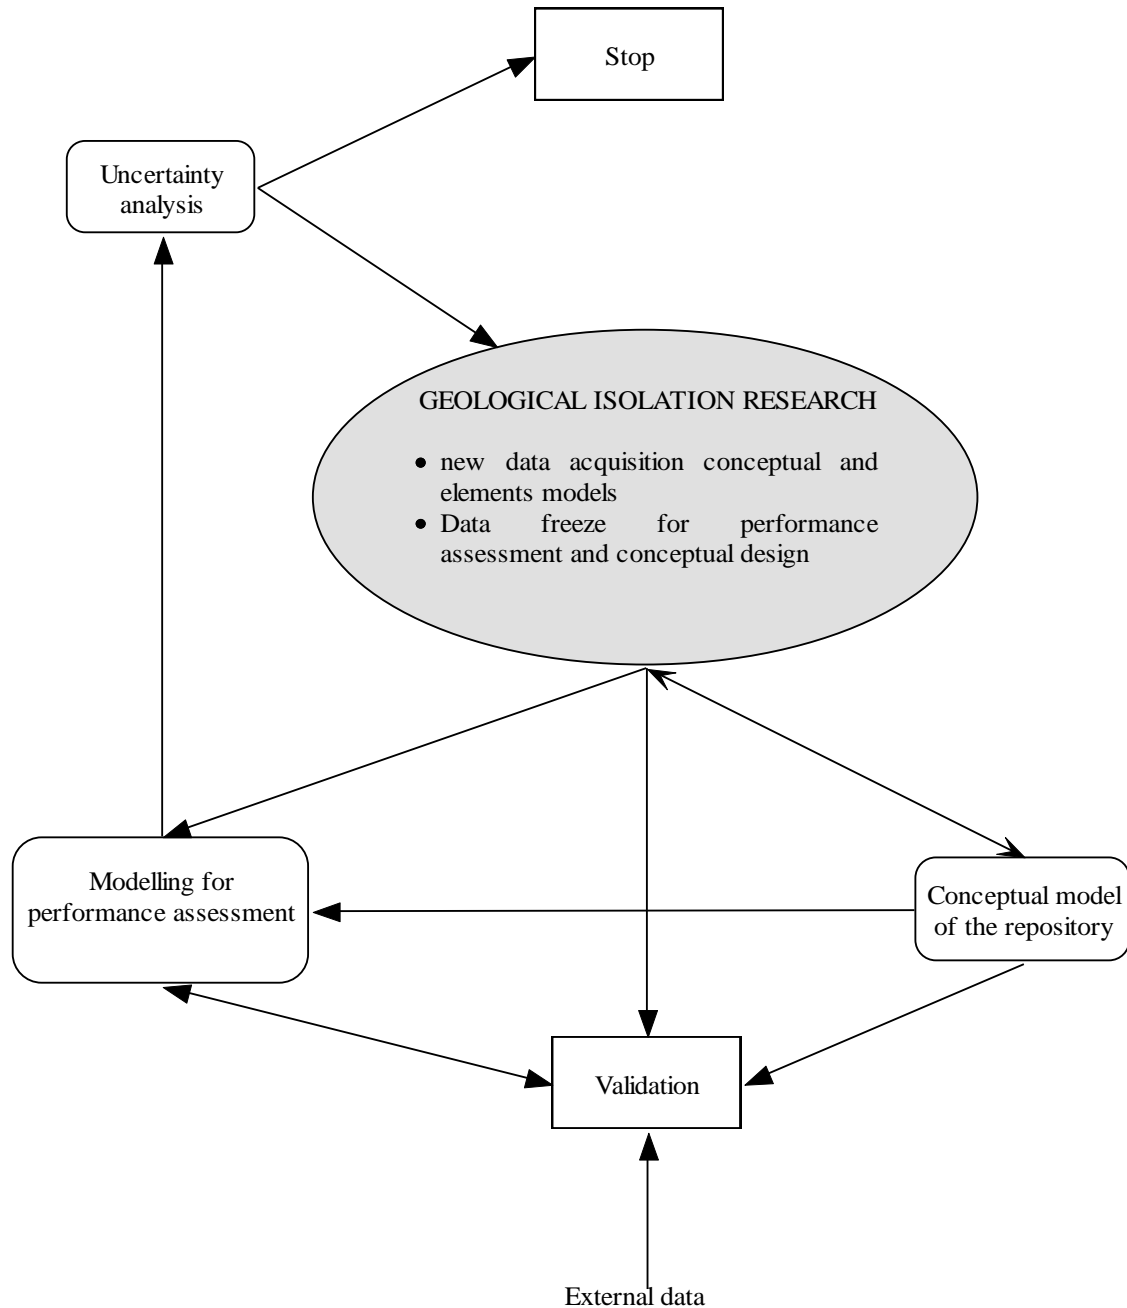 Stop
Uncertainty
analysis
GEOLOGICAL ISOLATION RESEARCH
• new data acquisition conceptual and
elements models
• Data freeze for performance
assessment and conceptual design
Modelling for
performance assessment
Conceptual model
of the repository
Validation
External data